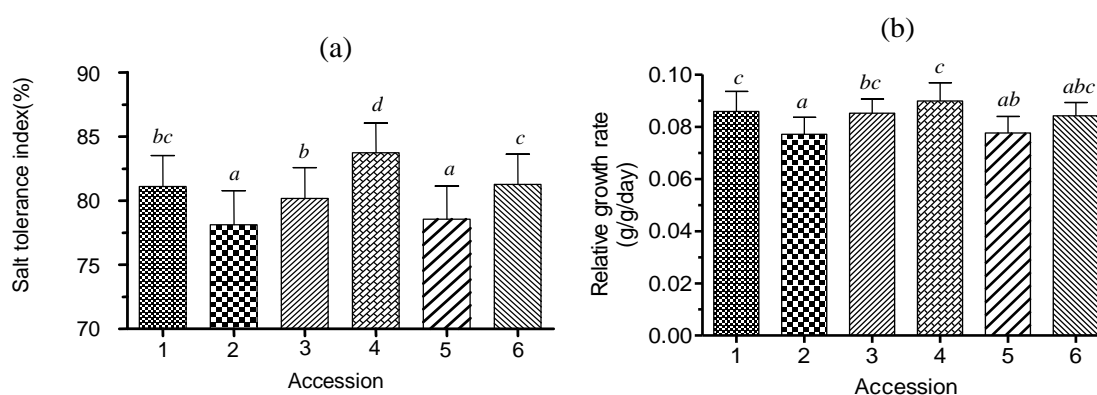 (a)
Salt tolerance index(%)
90
85
80
75
70
bc
a
b
d
a
c
1 2 3 4 5 6
Accession
(b)
Relative growth rate
(g/g/day)
0.10
0.08
0.06
0.04
0.02
0.00
c
a
bc
c
ab
abc
1 2 3 4 5 6
Accession